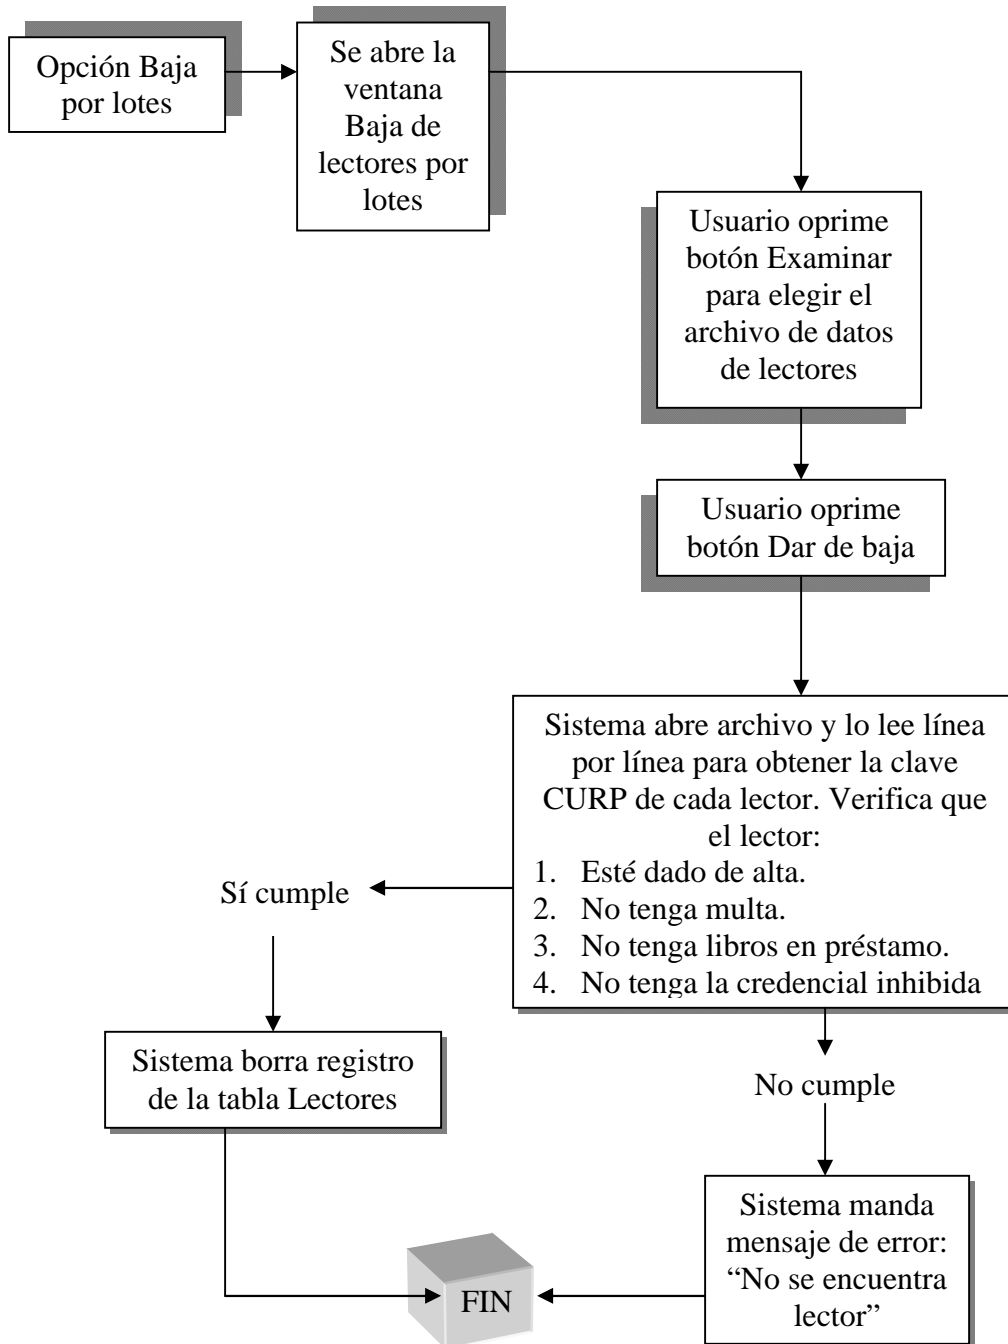 Opción Baja
por lotes
Se abre la
ventana
Baja de
lectores por
lotes
Usuario oprime
botón Examinar
para elegir el
archivo de datos
de lectores
Usuario oprime
botón Dar de baja
Sistema abre archivo y lo lee línea
por línea para obtener la clave
CURP de cada lector. Verifica que
el lector:
1. Esté dado de alta.
2. No tenga multa.
3. No tenga libros en préstamo.
4. No tenga la credencial inhibida
Sí cumple
Sistema borra registro
de la tabla Lectores
No cumple
Sistema manda
mensaje de error:
“No se encuentra
lector”
FIN